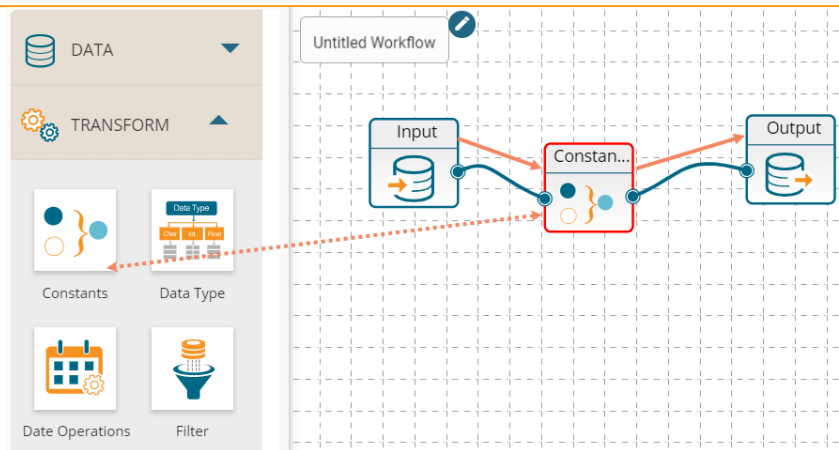 DATA
TRANSFORM
Data Type
Char Int Float
Constants
Data Type
Date Operations
Filter
Untitled Workflow
Input
Constan...
Output